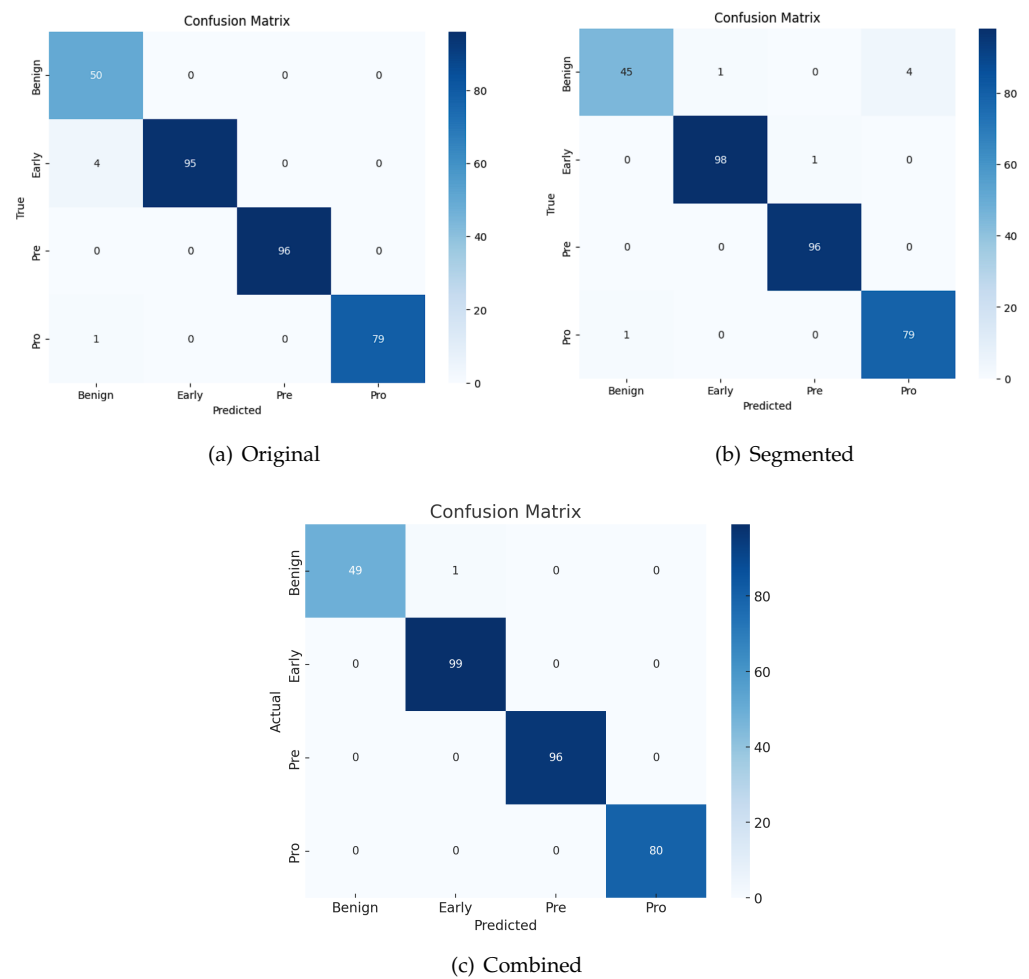 Confusion Matrix
Benign 50 0 0 0
Early 4 95 0 0
Pre 0 0 96 0
Pro 1 0 0 79
True
Benign Early Pre Pro
Predicted
80
60
40
20
0
(a) Original
Confusion Matrix
Benign 45 1 0 4
Early 0 98 1 0
Pre 0 0 96 0
Pro 1 0 0 79
True
Benign Early Pre Pro
Predicted
80
60
40
20
0
(b) Segmented
Confusion Matrix
Benign 49 1 0 0
Early 0 99 0 0
Pre 0 0 96 0
Pro 0 0 0 80
Actual
Benign Early Pre Pro
Predicted
80
60
40
20
0
(c) Combined